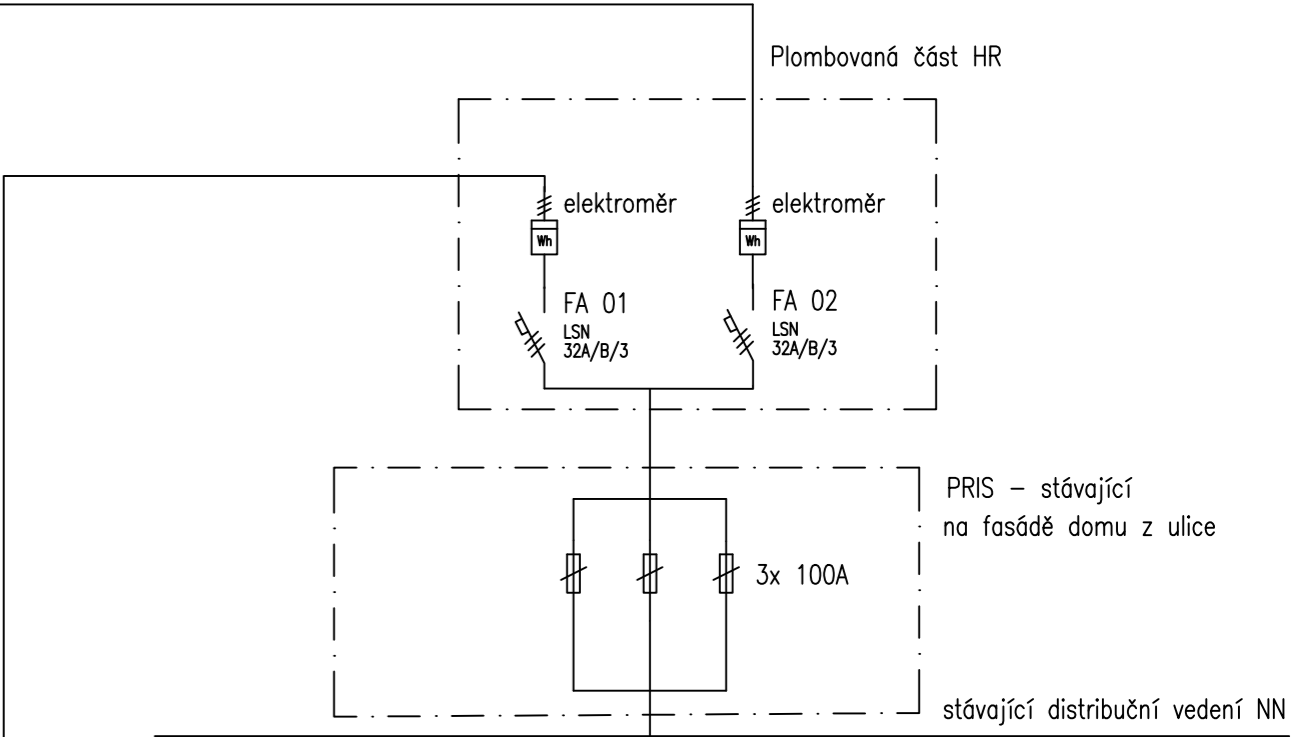 Plombovaná část HR
elektroměr
elektroměr
Wh
Wh
FA 01
LSN
32A/B/3
FA 02
LSN
32A/B/3
PRIS – stávající
na fasádě domu z ulice
3x 100A
stávající distribuční vedení NN